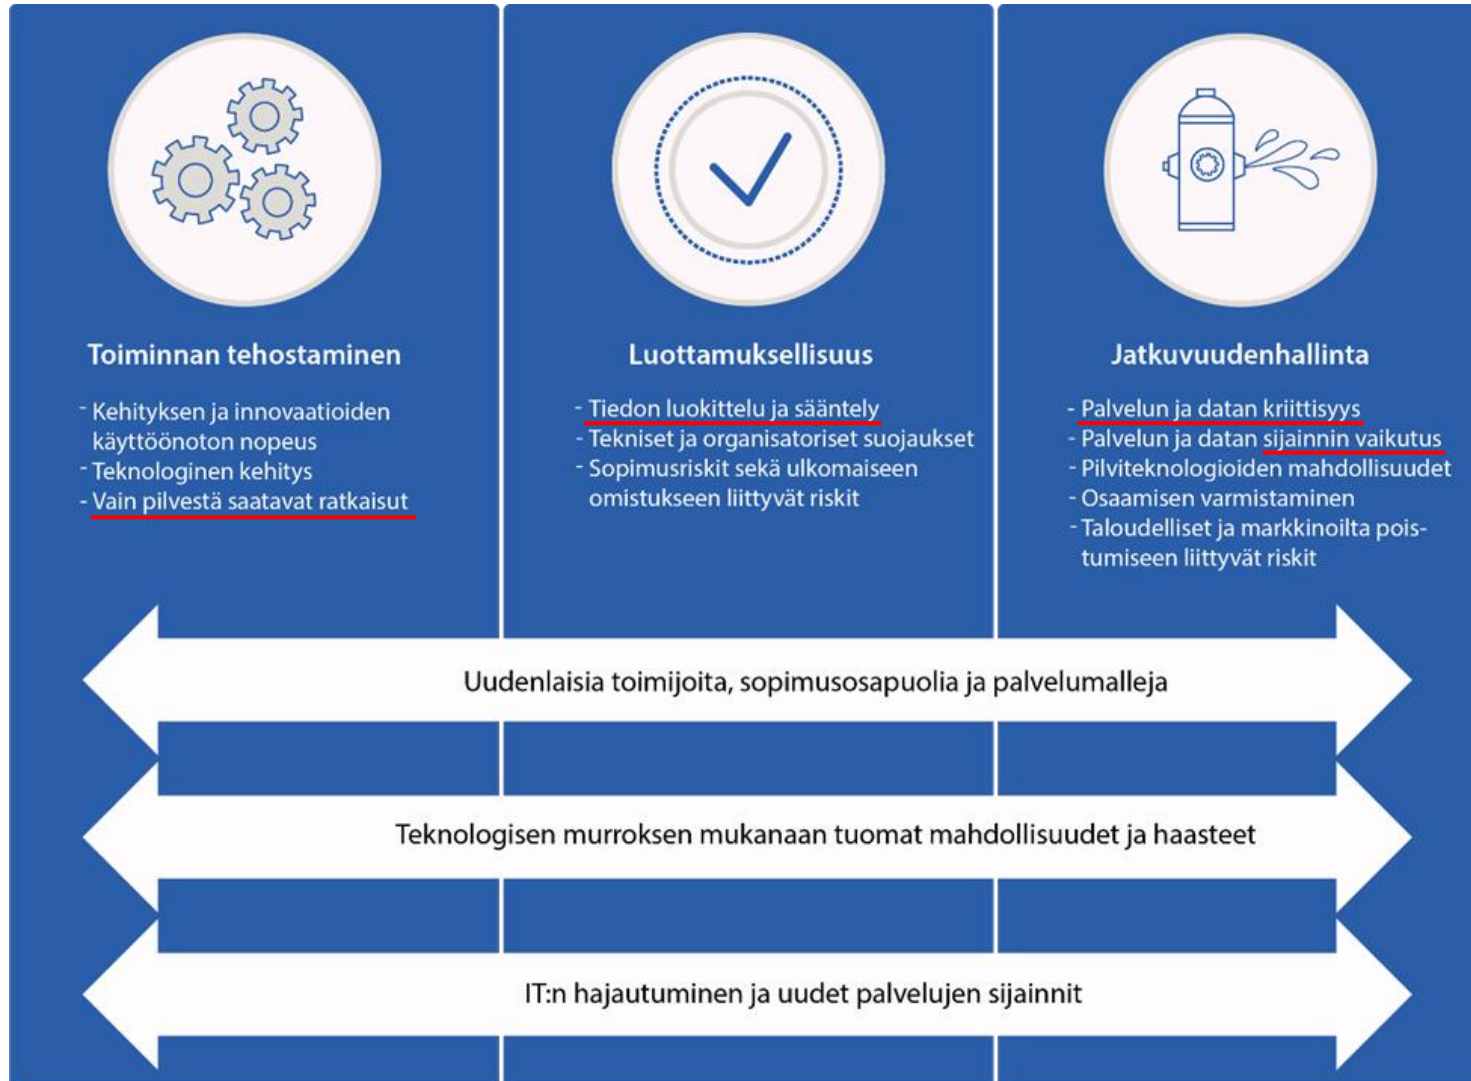 Toiminnan tehostaminen
- Kehityksen ja innovaatioiden
käyttöönoton nopeus
- Teknologinen kehitys
- Vain pilvestä saatavat ratkaisut
Luottamuksellisuus
- Tiedon luokittelu ja sääntely
- Tekniset ja organisatoriset suojaukset
- Sopimusriskit sekä ulkomaiseen
omistukseen liittyvät riskit
Jatkuvuudenhallinta
- Palvelun ja datan kriittisyys
- Palvelun ja datan sijainnin vaikutus
- Pilviteknologioiden mahdollisuudet
- Osaamisen varmistaminen
- Taloudelliset ja markkinoilta pois-
tumiseen liittyvät riskit
Uudenlaisia toimijoita, sopimusosapuolia ja palvelumalleja
Teknologisen murroksen mukanaan tuomat mahdollisuudet ja haasteet
IT:n hajautuminen ja uudet palvelujen sijainnit